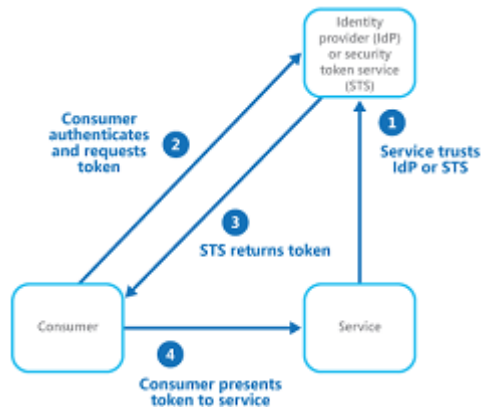 Identity
provider (IdP)
or security
token service
(STS)
1
Service trusts
IdP or STS
Consumer
authenticates
and requests
token
2
3
STS returns token
Consumer
Service
4
Consumer presents
token to service